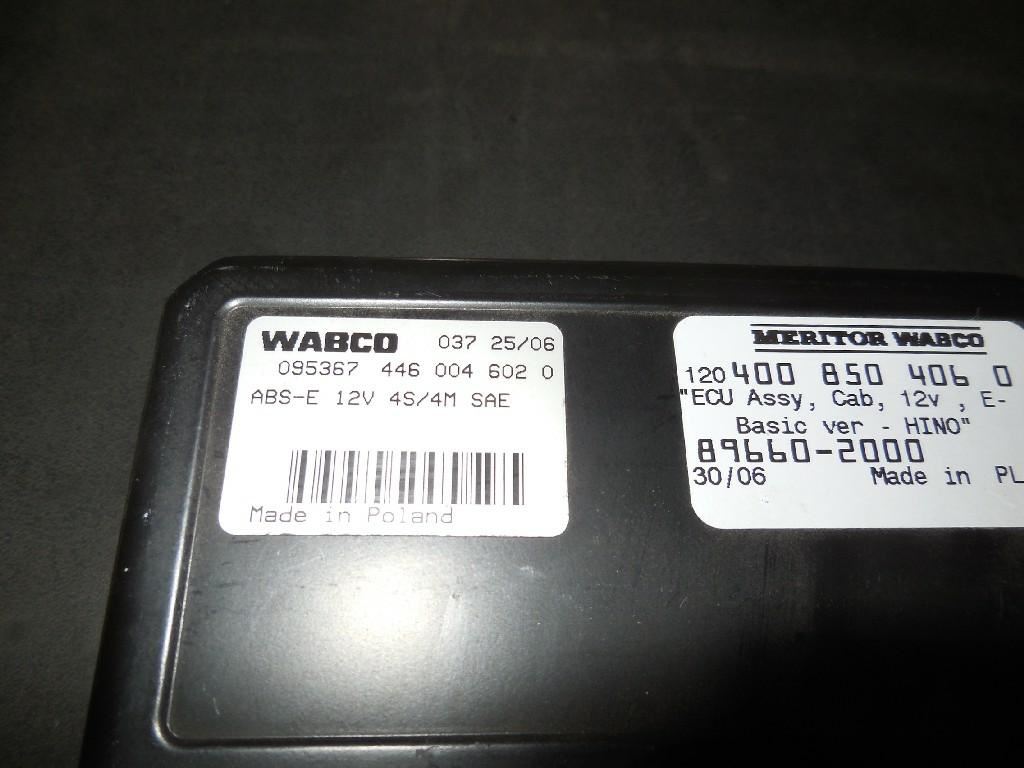 WABCO 037 25/06
095367 446 004 602 0
ABS-E 12V 4S/4M SAE
Made in Poland
MERITOR WABCO
120 400 850 406 0
"ECU Assy, Cab, 12v , E-
Basic ver - HINO"
89660-2000
30/06 Made in PL